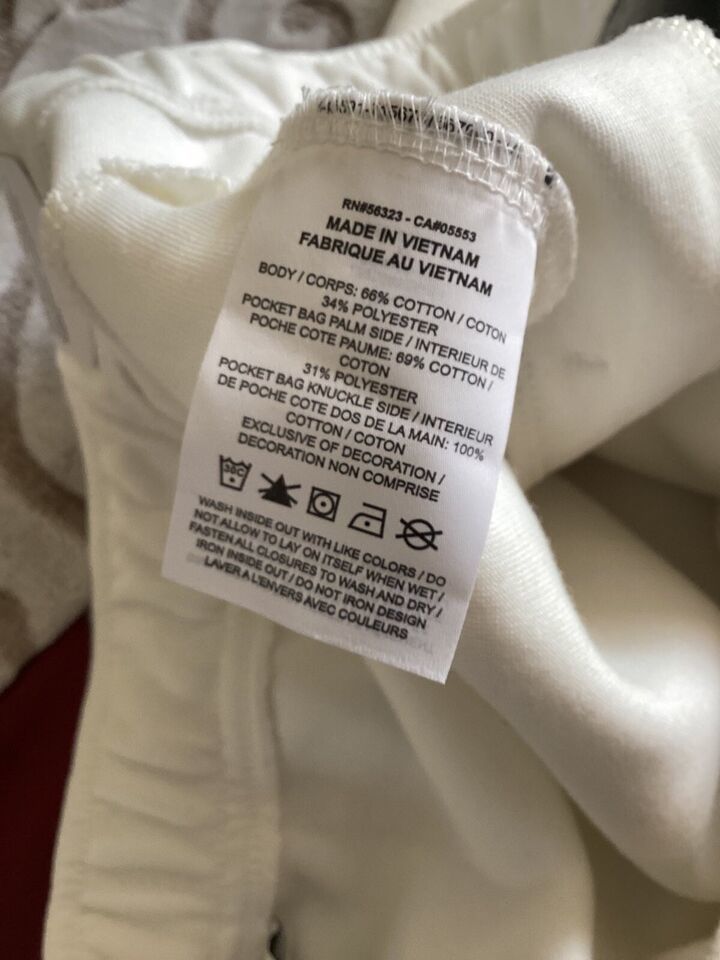 RN#56323 - CA#05553
MADE IN VIETNAM
FABRIQUE AU VIETNAM
BODY / CORPS: 66% COTTON / COTON
34% POLYESTER
POCKET BAG PALM SIDE / INTERIEUR DE
POCHE COTE PAUME: 69% COTTON /
COTON
31% POLYESTER
POCKET BAG KNUCKLE SIDE / INTERIEUR
DE POCHE COTE DOS DE LA MAIN: 100%
COTTON / COTON
EXCLUSIVE OF DECORATION /
DECORATION NON COMPRISE
30C
WASH INSIDE OUT WITH LIKE COLORS / DO
NOT ALLOW TO LAY ON ITSELF WHEN WET /
FASTEN ALL CLOSURES TO WASH AND DRY /
IRON INSIDE OUT / DO NOT IRON DESIGN
LAVER A L'ENVERS AVEC COULEURS